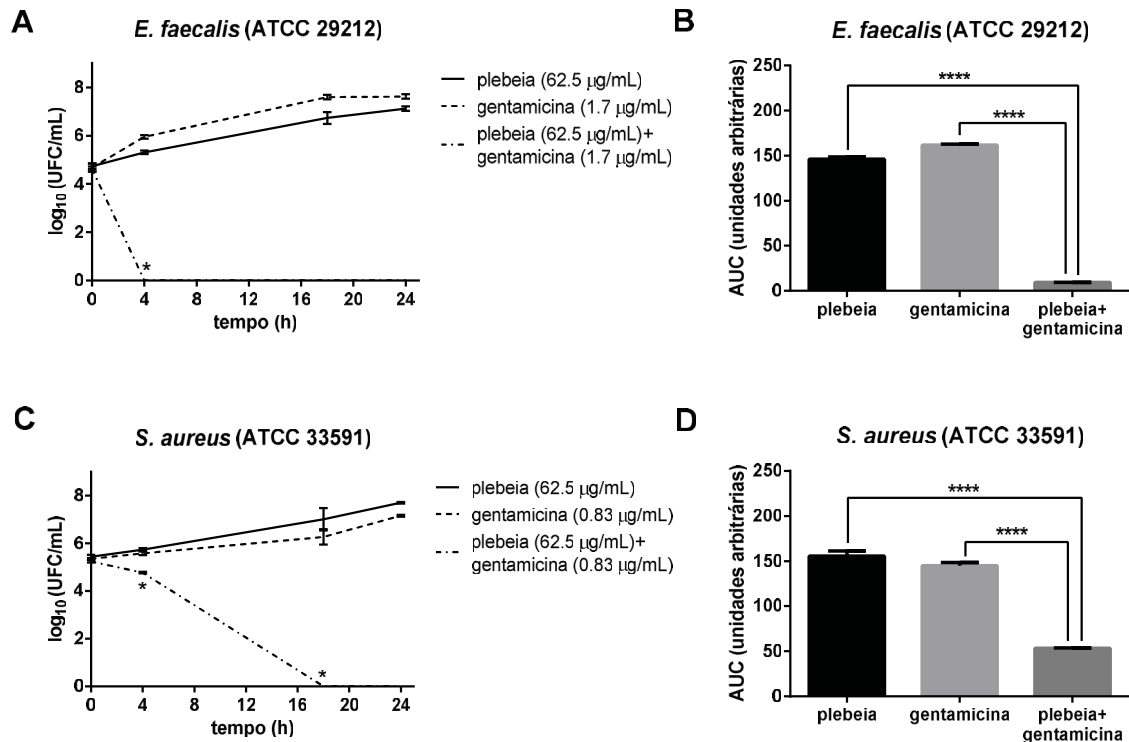 A
E. faecalis (ATCC 29212)
log10 (UFC/mL)
8
6
4
2
0
0 4 8 12 16 20 24
tempo (h)
*
plebeia (62.5 µg/mL)
gentamicina (1.7 µg/mL)
plebeia (62.5 µg/mL)+
gentamicina (1.7 µg/mL)
B
E. faecalis (ATCC 29212)
AUC (unidades arbitrárias)
250
200
150
100
50
0
****
****
plebeia gentamicina plebeia+
gentamicina
C
S. aureus (ATCC 33591)
log10 (UFC/mL)
8
6
4
2
0
0 4 8 12 16 20 24
tempo (h)
*
*
plebeia (62.5 µg/mL)
gentamicina (0.83 µg/mL)
plebeia (62.5 µg/mL)+
gentamicina (0.83 µg/mL)
D
S. aureus (ATCC 33591)
AUC (unidades arbitrárias)
250
200
150
100
50
0
****
****
plebeia gentamicina plebeia+
gentamicina